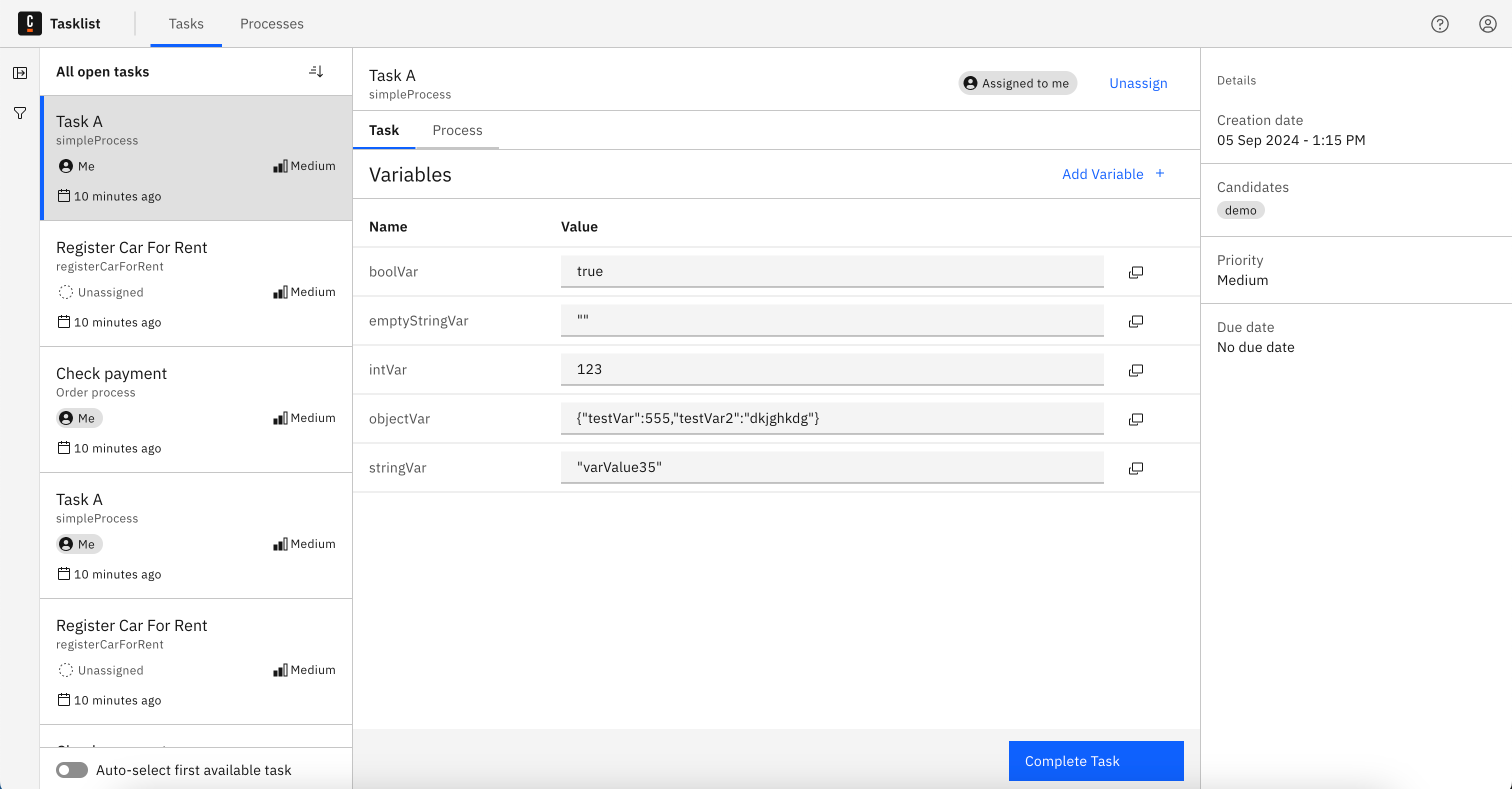 C Tasklist Tasks Processes
All open tasks
Task A
simpleProcess
Me Medium
10 minutes ago
Register Car For Rent
registerCarForRent
Unassigned Medium
10 minutes ago
Check payment
Order process
Me Medium
10 minutes ago
Task A
simpleProcess
Me Medium
10 minutes ago
Register Car For Rent
registerCarForRent
Unassigned Medium
10 minutes ago
Auto-select first available task
Task A
simpleProcess
Assigned to me Unassign
Task Process
Variables Add Variable +
Name Value
boolVar true
emptyStringVar ""
intVar 123
objectVar {"testVar":555,"testVar2":"dkjghkdg"}
stringVar "varValue35"
Complete Task
Details
Creation date
05 Sep 2024 - 1:15 PM
Candidates
demo
Priority
Medium
Due date
No due date